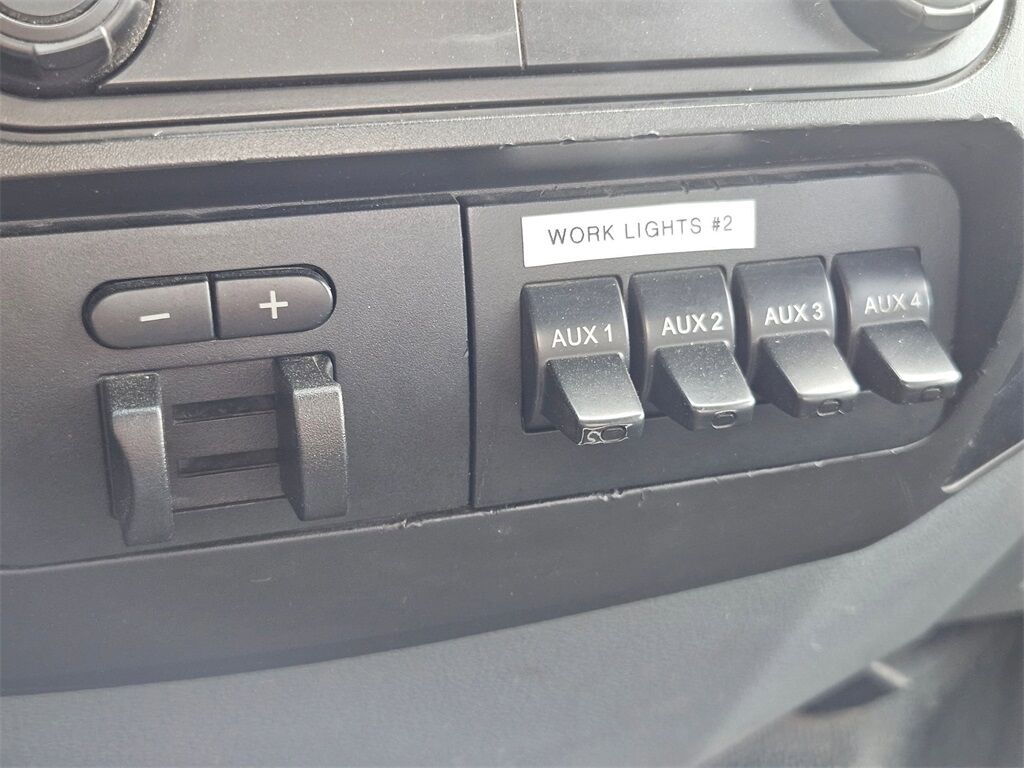 WORK LIGHTS #2
− +
AUX 1 AUX 2 AUX 3 AUX 4